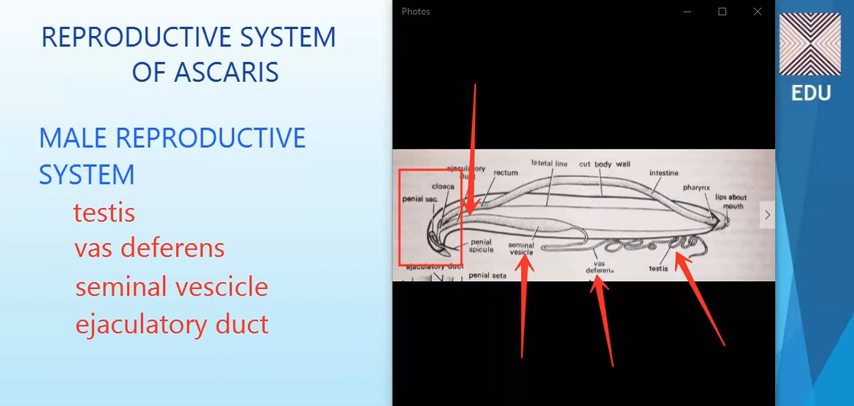 REPRODUCTIVE SYSTEM
OF ASCARIS
MALE REPRODUCTIVE
SYSTEM
testis
vas deferens
seminal vescicle
ejaculatory duct
Photos
ejaculatory
duct
rectum
lateral line
cut body wall
intestine
pharynx
lips about
mouth
cloaca
penial sac
penial
spicule
seminal
vesicle
vas
deferens
testis
ejaculatory duct
penial seta
EDU